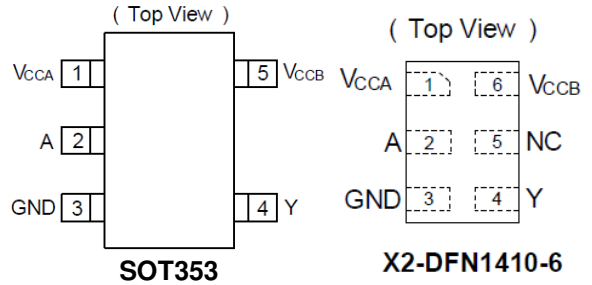 ( Top View )
VCCA 1 5 VCCB
A 2
GND 3 4 Y
SOT353
( Top View )
VCCA 1 6 VCCB
A 2 5 NC
GND 3 4 Y
X2-DFN1410-6